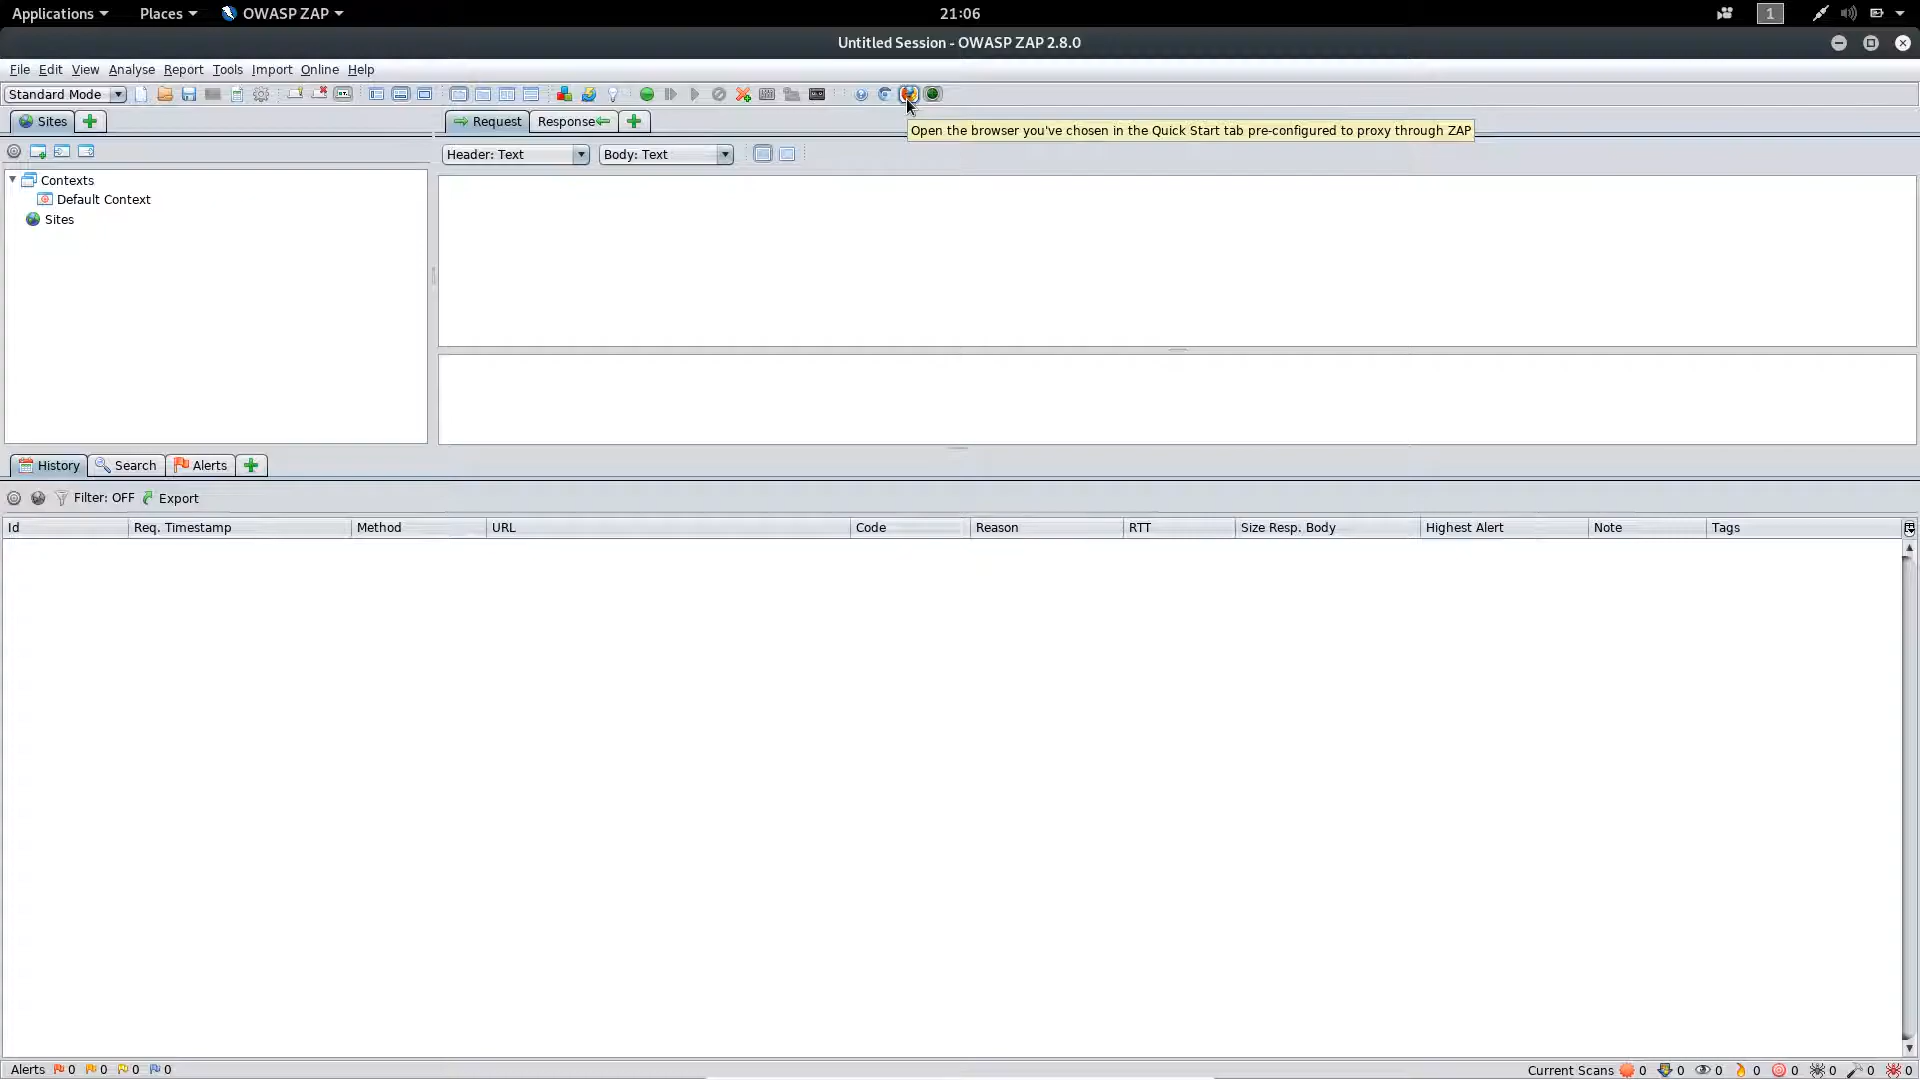 Applications Places OWASP ZAP 21:06 1
Untitled Session - OWASP ZAP 2.8.0
File Edit View Analyse Report Tools Import Online Help
Standard Mode
Sites Request Response
Open the browser you've chosen in the Quick Start tab pre-configured to proxy through ZAP
Header: Text Body: Text
Contexts
Default Context
Sites
History Search Alerts
Filter: OFF Export
Id Req. Timestamp Method URL Code Reason RTT Size Resp. Body Highest Alert Note Tags
Alerts 0 0 0 0 Current Scans 0 0 0 0 0 0 0 0